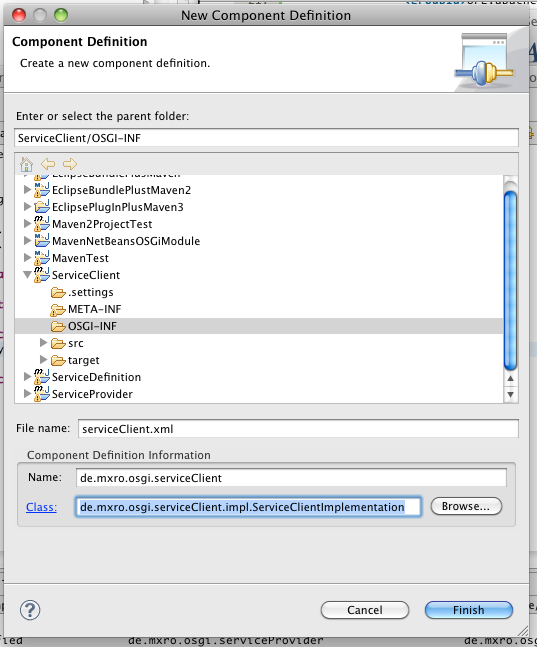 New Component Definition
Component Definition
Create a new component definition.
Enter or select the parent folder:
ServiceClient/OSGI-INF
EclipseBundlePlusMaven
EclipseBundlePlustMaven2
EclipsePlugInPlusMaven3
Maven2ProjectTest
MavenNetBeansOSGiModule
MavenTest
ServiceClient
.settings
META-INF
OSGI-INF
src
target
ServiceDefinition
ServiceProvider
File name: serviceClient.xml
Component Definition Information
Name: de.mxro.osgi.serviceClient
Class: de.mxro.osgi.serviceClient.impl.ServiceClientImplementation Browse...
? Cancel Finish
de.mxro.osgi.serviceProvider de.mxro.os